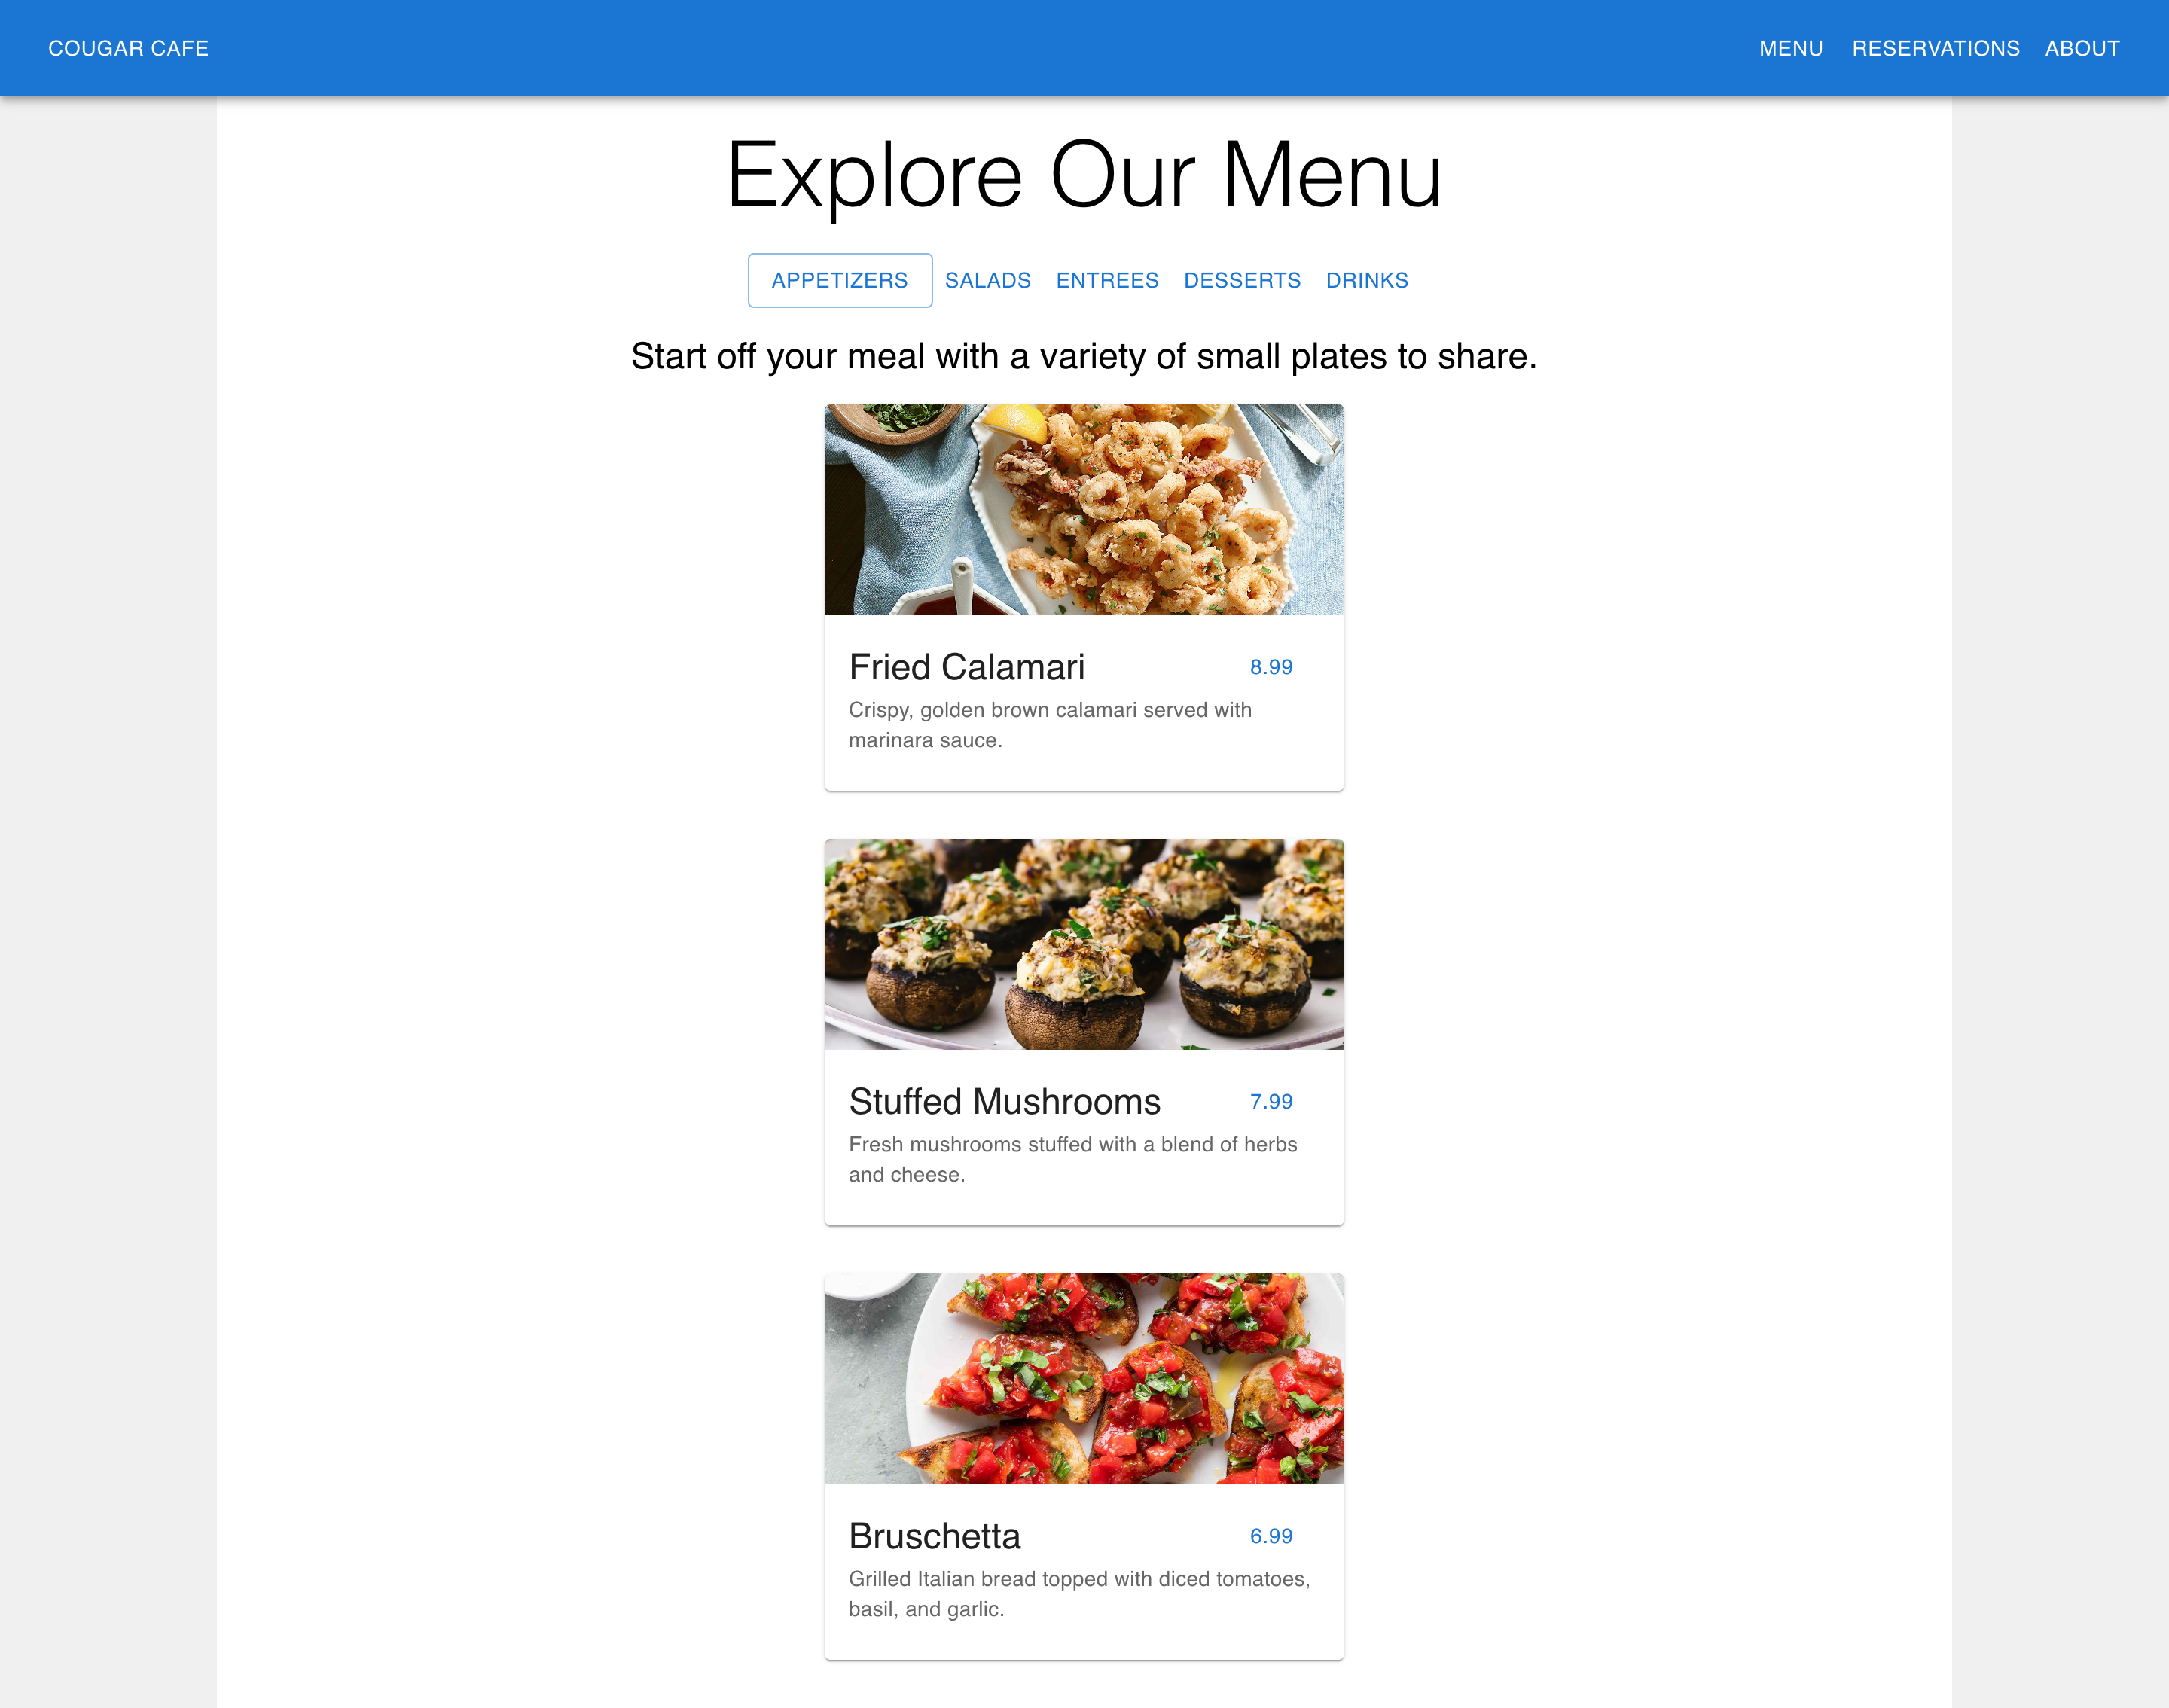 COUGAR CAFE
MENU RESERVATIONS ABOUT
Explore Our Menu
APPETIZERS SALADS ENTREES DESSERTS DRINKS
Start off your meal with a variety of small plates to share.
Fried Calamari 8.99
Crispy, golden brown calamari served with
marinara sauce.
Stuffed Mushrooms 7.99
Fresh mushrooms stuffed with a blend of herbs
and cheese.
Bruschetta 6.99
Grilled Italian bread topped with diced tomatoes,
basil, and garlic.